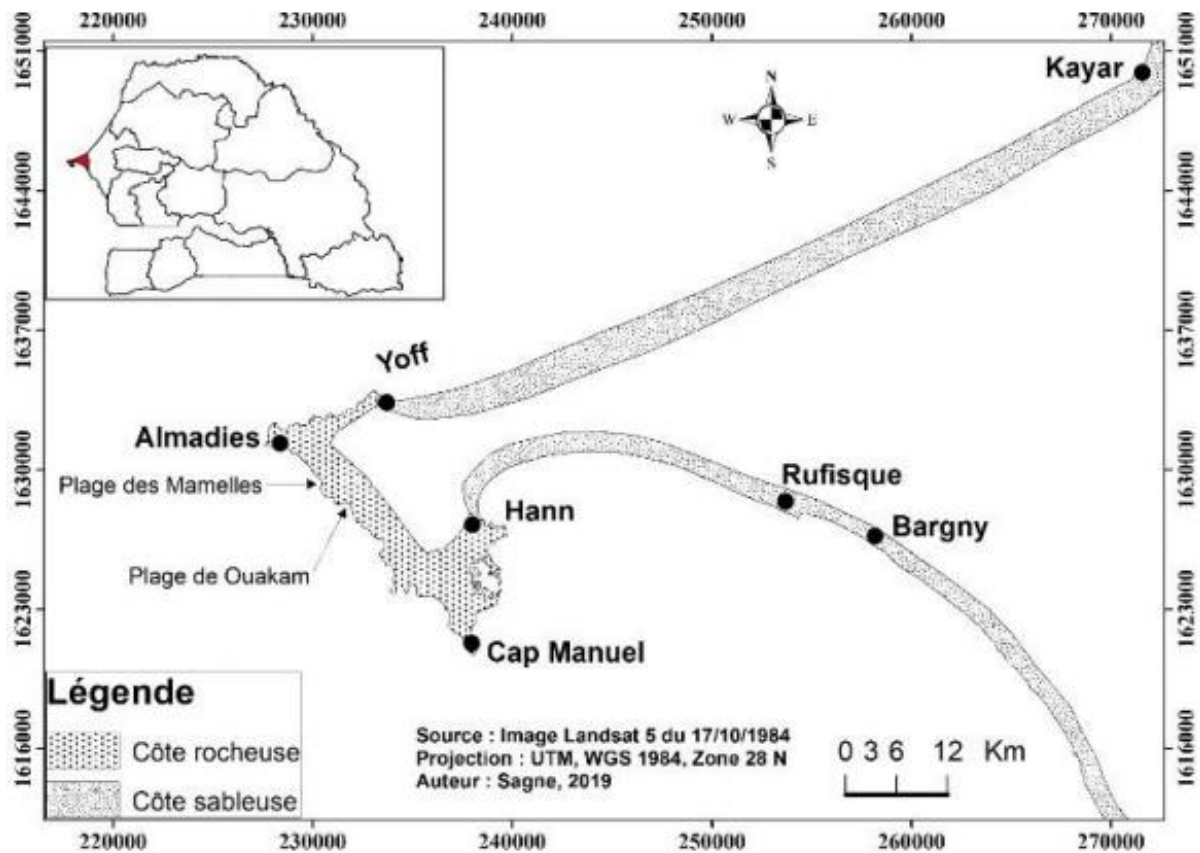 220000 230000 240000 250000 260000 270000
1651000 1651000
Kayar
N
W E
S
1644000 1644000
1637000 1637000
Yoff
Almadies
1630000 1630000
Plage des Mamelles
Rufisque
Hann
Bargny
Plage de Ouakam
1623000 1623000
Cap Manuel
Légende
Côte rocheuse
Côte sableuse
Source : Image Landsat 5 du 17/10/1984
Projection : UTM, WGS 1984, Zone 28 N
Auteur : Sagne, 2019
0 3 6 12 Km
1616000 1616000
220000 230000 240000 250000 260000 270000